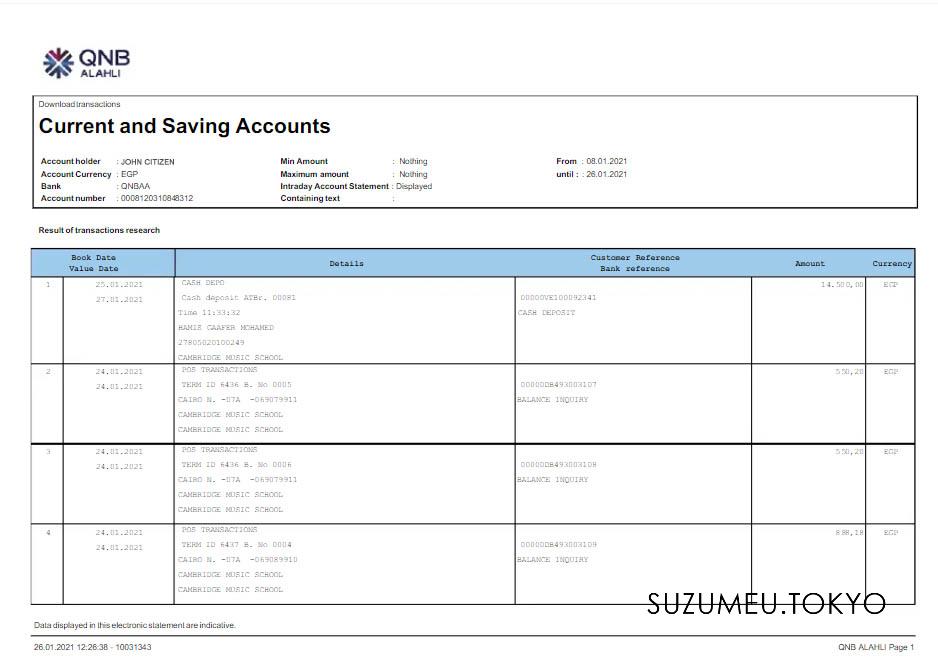 QNB
ALAHLI
Download transactions
Current and Saving Accounts
Account holder : JOHN CITIZEN Min Amount : Nothing From : 08.01.2021
Account Currency : EGP Maximum amount : Nothing until : : 26.01.2021
Bank : QNBAA Intraday Account Statement : Displayed
Account number : 0008120310848312 Containing text :
Result of transactions research
Book Date Customer Reference
Details Amount Currency
Value Date Bank reference
1 25.01.2021 CASH DEPO 14.500,00 EGP
27.01.2021 Cash deposit ATBr. 00081 00000VE100092341
Time 11:33:32 CASH DEPOSIT
HAMIS GAAFER MOHAMED
27805020100249
CAMBRIDGE MUSIC SCHOOL
2 24.01.2021 POS TRANSACTIONS 550,20 EGP
24.01.2021 TERM ID 6436 B. No 0005 00000DB493003107
CAIRO N. -07A -069079911 BALANCE INQUIRY
CAMBRIDGE MUSIC SCHOOL
CAMBRIDGE MUSIC SCHOOL
3 24.01.2021 POS TRANSACTIONS 550,20 EGP
24.01.2021 TERM ID 6436 B. No 0006 00000DB493003108
CAIRO N. -07A -069079911 BALANCE INQUIRY
CAMBRIDGE MUSIC SCHOOL
CAMBRIDGE MUSIC SCHOOL
4 24.01.2021 POS TRANSACTIONS 898,18 EGP
24.01.2021 TERM ID 6437 B. No 0004 00000DB493003109
CAIRO N. -07A -069089910 BALANCE INQUIRY
CAMBRIDGE MUSIC SCHOOL
CAMBRIDGE MUSIC SCHOOL
SUZUMEU.TOKYO
Data displayed in this electronic statement are indicative.
26.01.2021 12:26:38 - 10031343 QNB ALAHLI Page 1